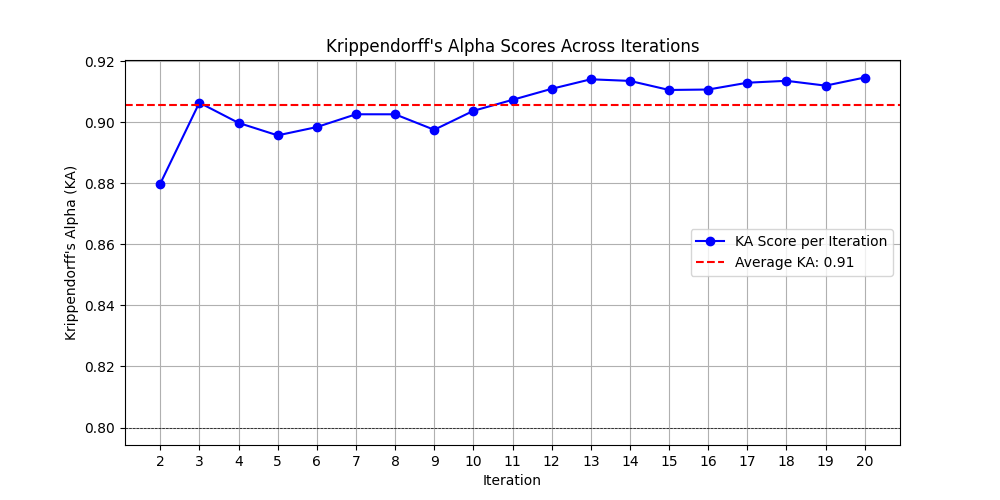 Krippendorff's Alpha Scores Across Iterations
Krippendorff's Alpha (KA)
0.92
0.90
0.88
0.86
0.84
0.82
0.80
KA Score per Iteration
Average KA: 0.91
2 3 4 5 6 7 8 9 10 11 12 13 14 15 16 17 18 19 20
Iteration